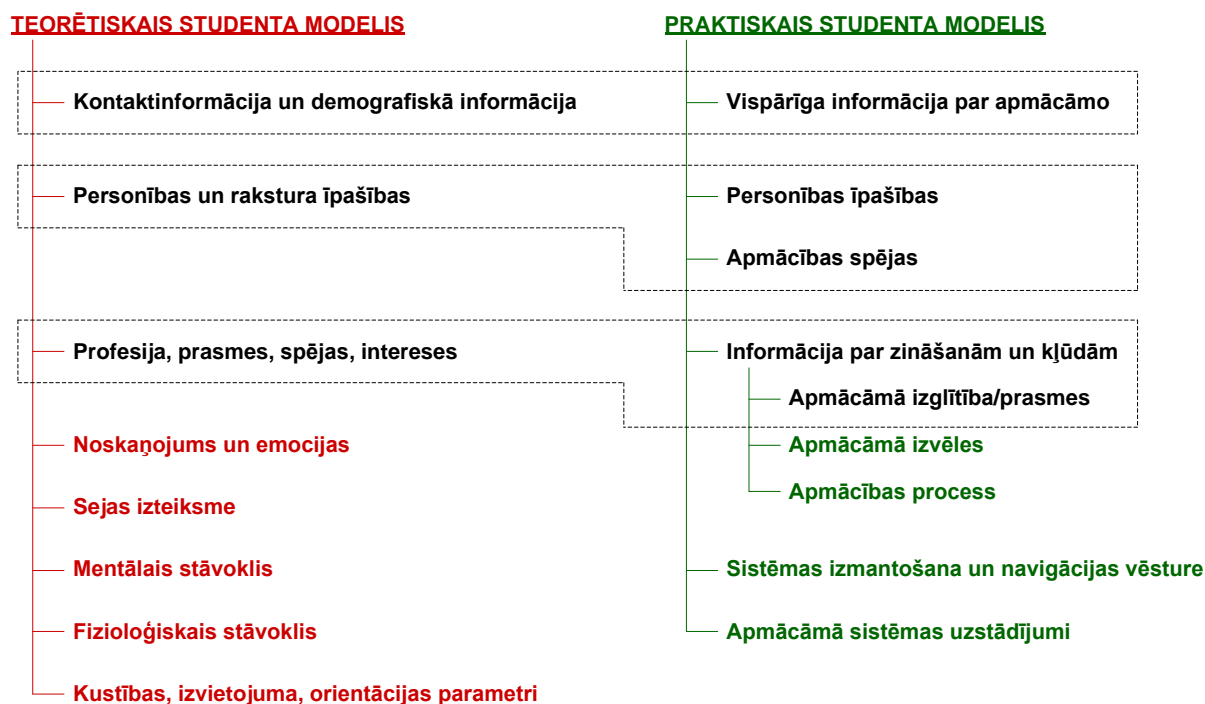 TEORĒTISKAIS STUDENTA MODELIS
Kontaktinformācija un demografiskā informācija
Personības un rakstura īpašības
Profesija, prasmes, spējas, intereses
Noskaņojums un emocijas
Sejas izteiksme
Mentālais stāvoklis
Fizioloģiskais stāvoklis
Kustības, izvietojuma, orientācijas parametri
PRAKTISKAIS STUDENTA MODELIS
Vispārīga informācija par apmācāmo
Personības īpašības
Apmācības spējas
Informācija par zināšanām un kļūdām
Apmācāmā izglītība/prasmes
Apmācāmā izvēles
Apmācības process
Sistēmas izmantošana un navigācijas vēsture
Apmācāmā sistēmas uzstādījumi